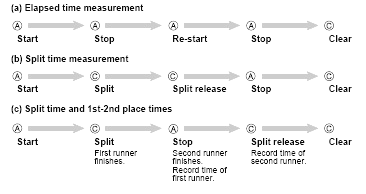 (a) Elapsed time measurement
A A A A C
Start Stop Re-start Stop Clear
(b) Split time measurement
A C C A C
Start Split Split release Stop Clear
(c) Split time and 1st-2nd place times
A C A C C
Start Split Stop Split release Clear
First runner Second runner Record time of
finishes. finishes. second runner.
Record time of
first runner.